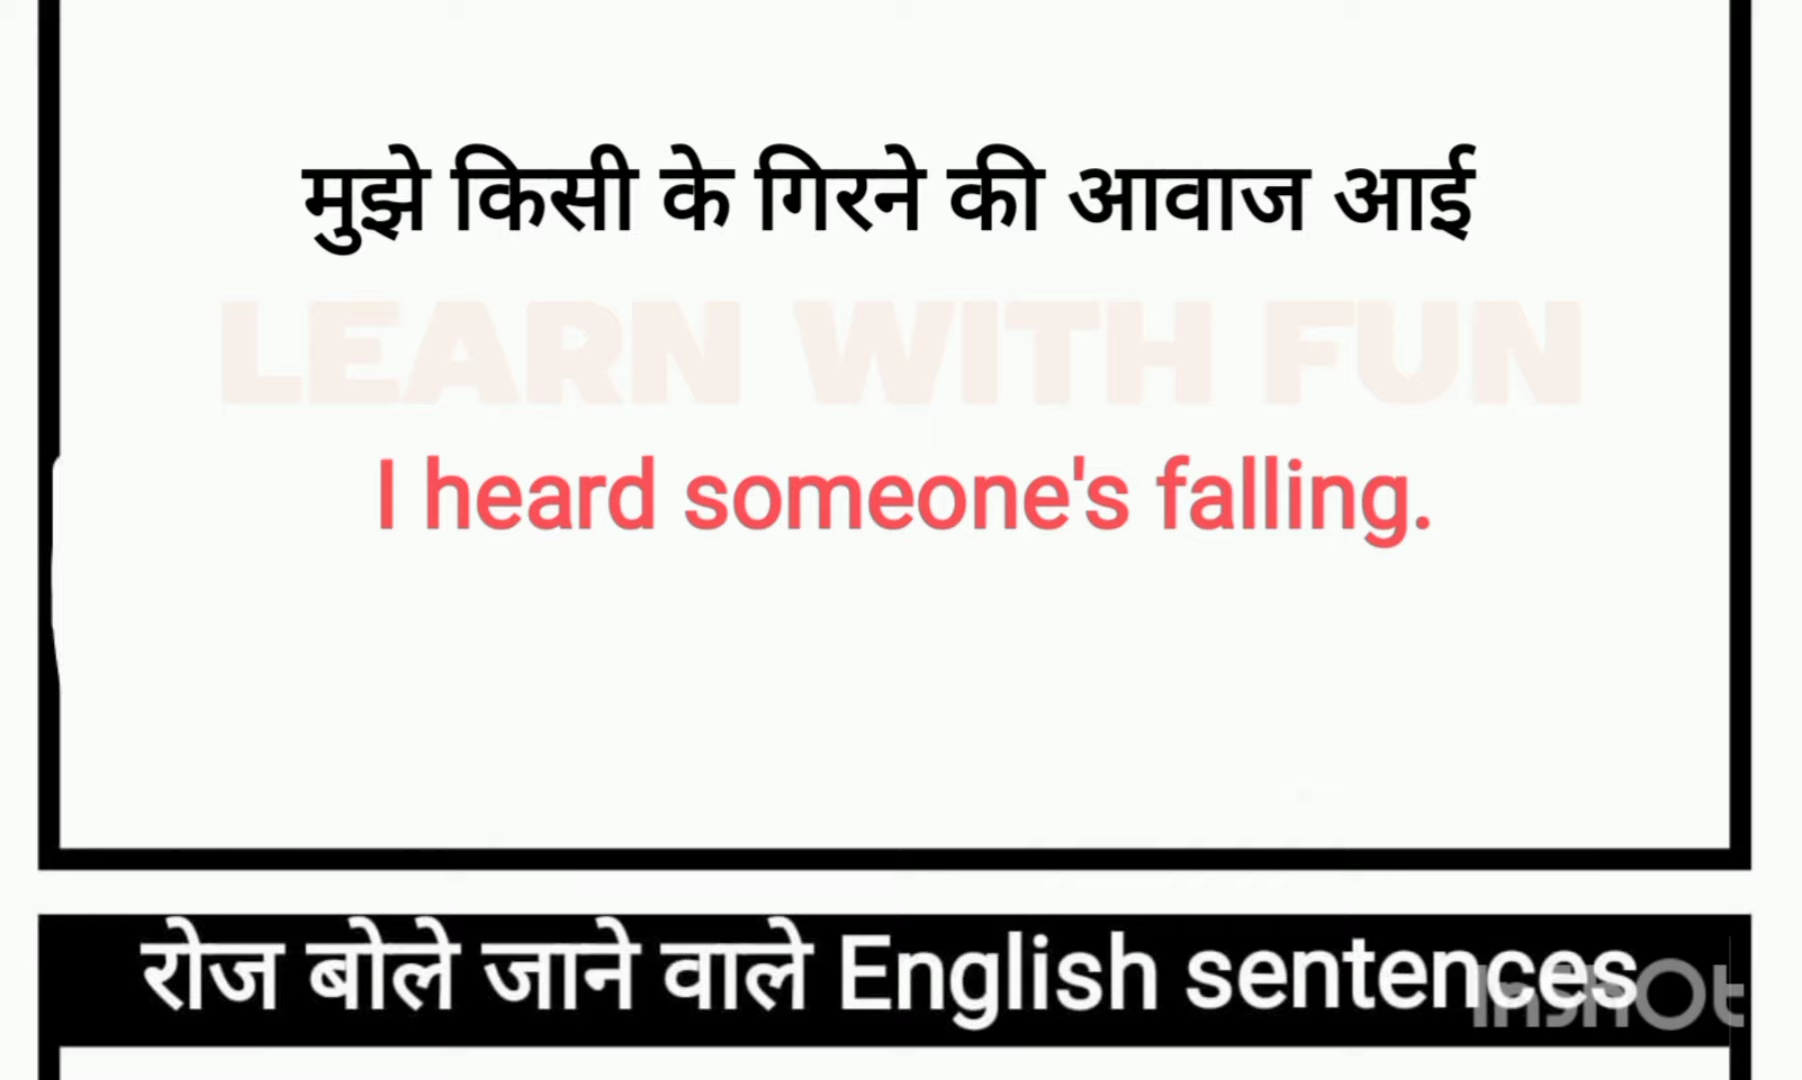 मुझे किसी के गिरने की आवाज आई
LEARN WITH FUN
I heard someone's falling.
रोज बोले जाने वाले English sentences
InShOt